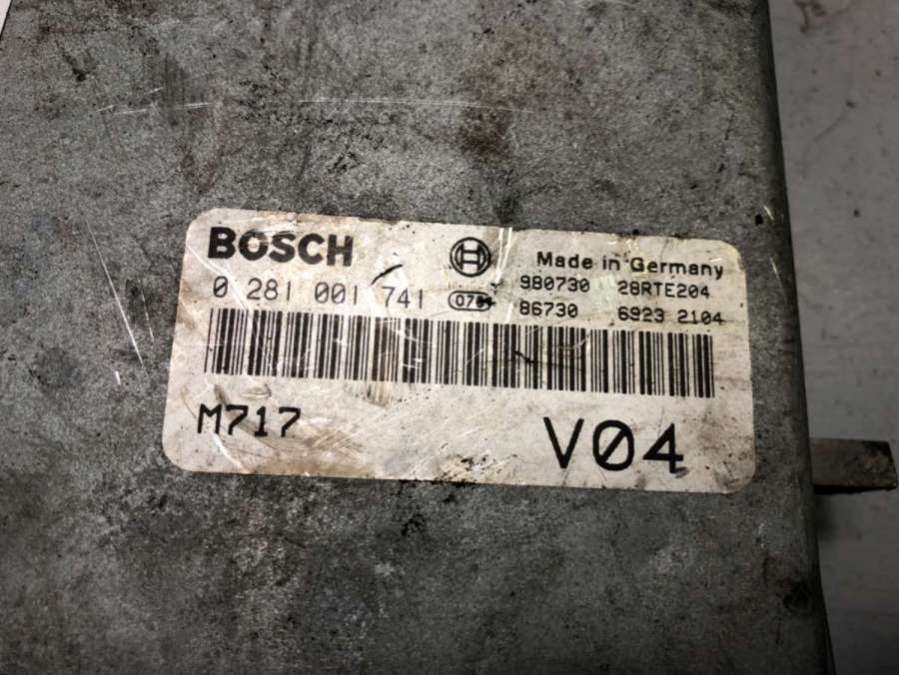 BOSCH
Made in Germany
0 281 001 741
980730 28RTE204
86730 6923 2104
M717
V04